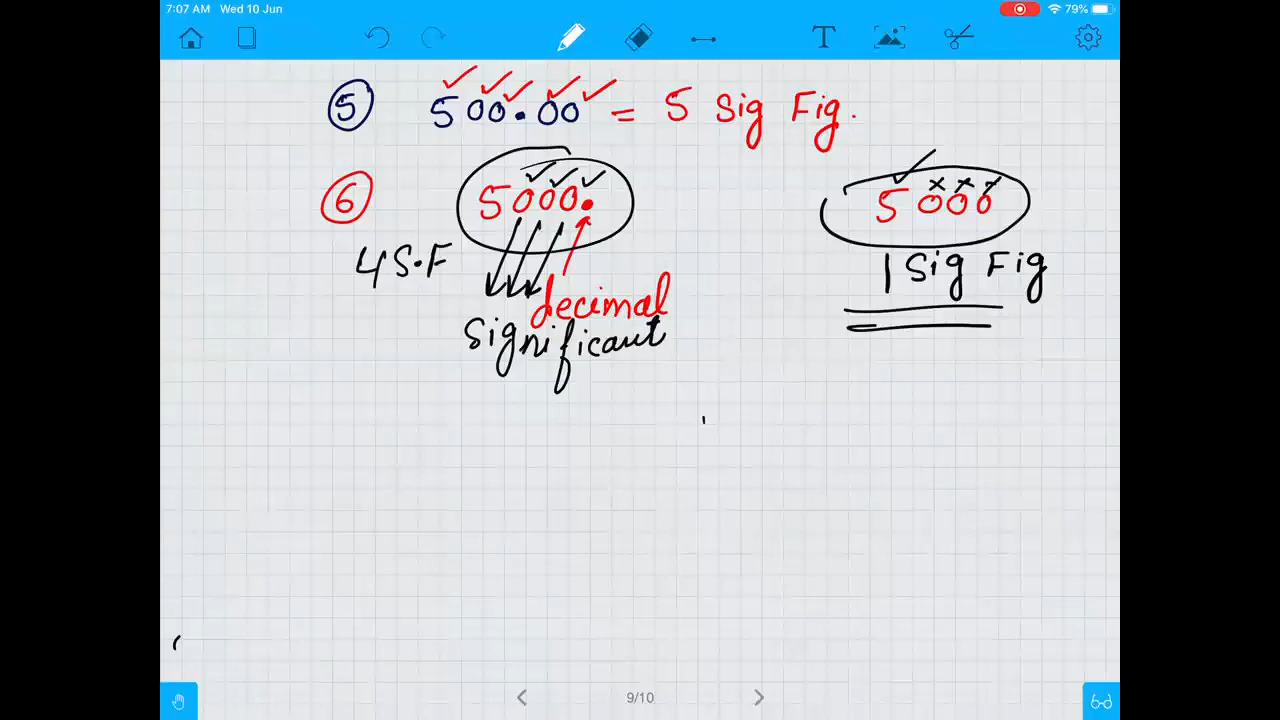 7:07 AM Wed 10 Jun 79%
T
5 500.00 = 5 Sig Fig.
6 5000. 5000
4 S.F 1 Sig Fig
decimal
Significant
9/10